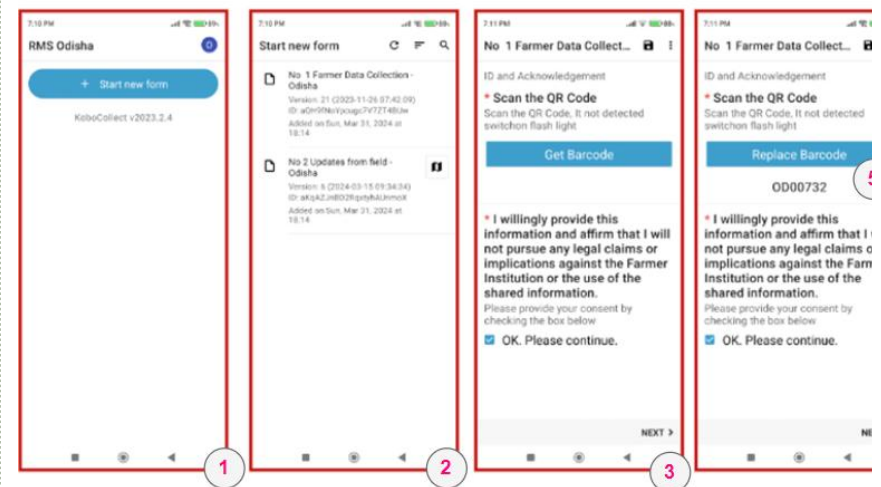 7:10 PM
RMS Odisha
O
+ Start new form
KoboCollect v2023.2.4
1
7:10 PM
Start new form
No 1 Farmer Data Collection -
Odisha
Version: 21 (2023-11-26 07:42:09)
Added on Sun, Mar 31, 2024 at
18:14
No 2 Updates from field -
Odisha
Version: 6 (2024-03-15 09:34:34)
Added on Sun, Mar 31, 2024 at
18:14
2
7:11 PM
No 1 Farmer Data Collect...
ID and Acknowledgement
* Scan the QR Code
Scan the QR Code, It not detected
switchon flash light
Get Barcode
* I willingly provide this
information and affirm that I will
not pursue any legal claims or
implications against the Farmer
Institution or the use of the
shared information.
Please provide your consent by
checking the box below
OK. Please continue.
NEXT >
3
7:11 PM
No 1 Farmer Data Collect...
ID and Acknowledgement
* Scan the QR Code
Scan the QR Code, It not detected
switchon flash light
Replace Barcode
OD00732
5
* I willingly provide this
information and affirm that I
not pursue any legal claims
implications against the
Institution or the use of the
shared information.
Please provide your consent by
checking the box below
OK. Please continue.